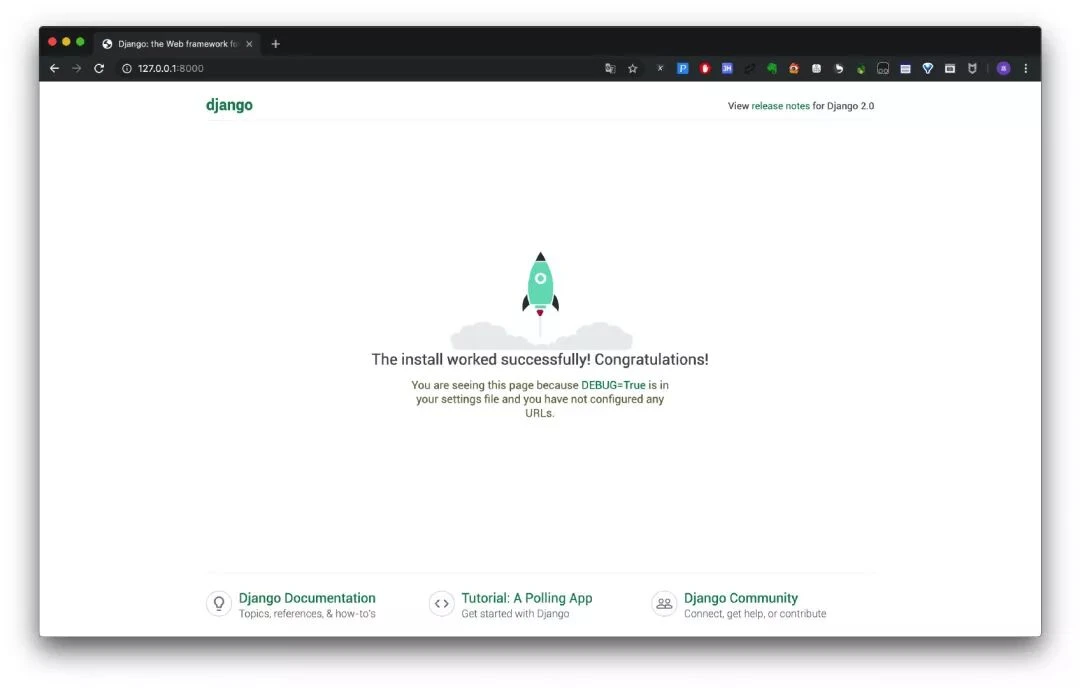 Django: the Web framework fo
127.0.0.1:8000
django
View release notes for Django 2.0
The install worked successfully! Congratulations!
You are seeing this page because DEBUG=True is in
your settings file and you have not configured any
URLs.
Django Documentation
Topics, references, & how-to's
Tutorial: A Polling App
Get started with Django
Django Community
Connect, get help, or contribute